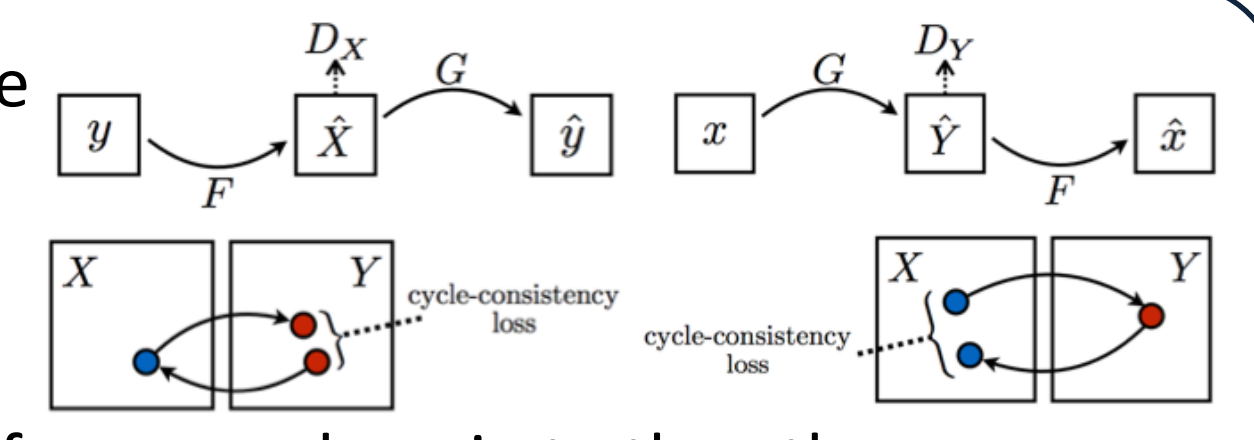 e
D_X
G
y
X̂
ŷ
F
X
Y
cycle-consistency
loss
D_Y
G
x
Ŷ
x̂
F
X
Y
cycle-consistency
loss